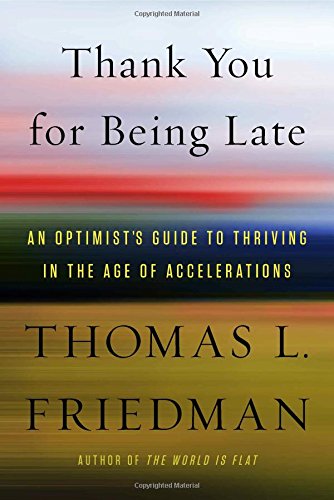 Copyrighted Material
Thank You
for Being Late
AN OPTIMIST'S GUIDE TO THRIVING
IN THE AGE OF ACCELERATIONS
THOMAS L.
FRIEDMAN
AUTHOR OF THE WORLD IS FLAT
Copyrighted Material